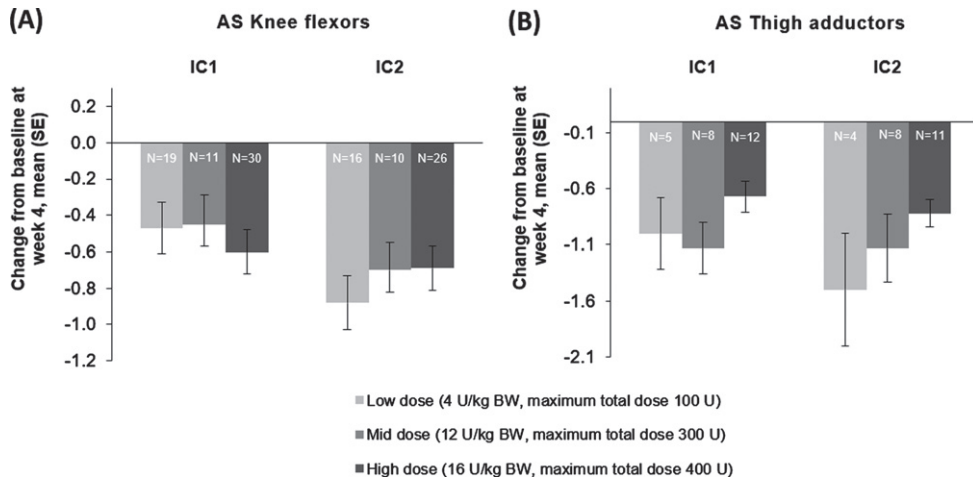 (A)
AS Knee flexors
IC1 IC2
Change from baseline at
week 4, mean (SE)
0.2
0.0
-0.2
-0.4
-0.6
-0.8
-1.0
-1.2
N=19 N=11 N=30 N=16 N=10 N=26
(B)
AS Thigh adductors
IC1 IC2
Change from baseline at
week 4, mean (SE)
-0.1
-0.6
-1.1
-1.6
-2.1
N=5 N=8 N=12 N=4 N=8 N=11
Low dose (4 U/kg BW, maximum total dose 100 U)
Mid dose (12 U/kg BW, maximum total dose 300 U)
High dose (16 U/kg BW, maximum total dose 400 U)